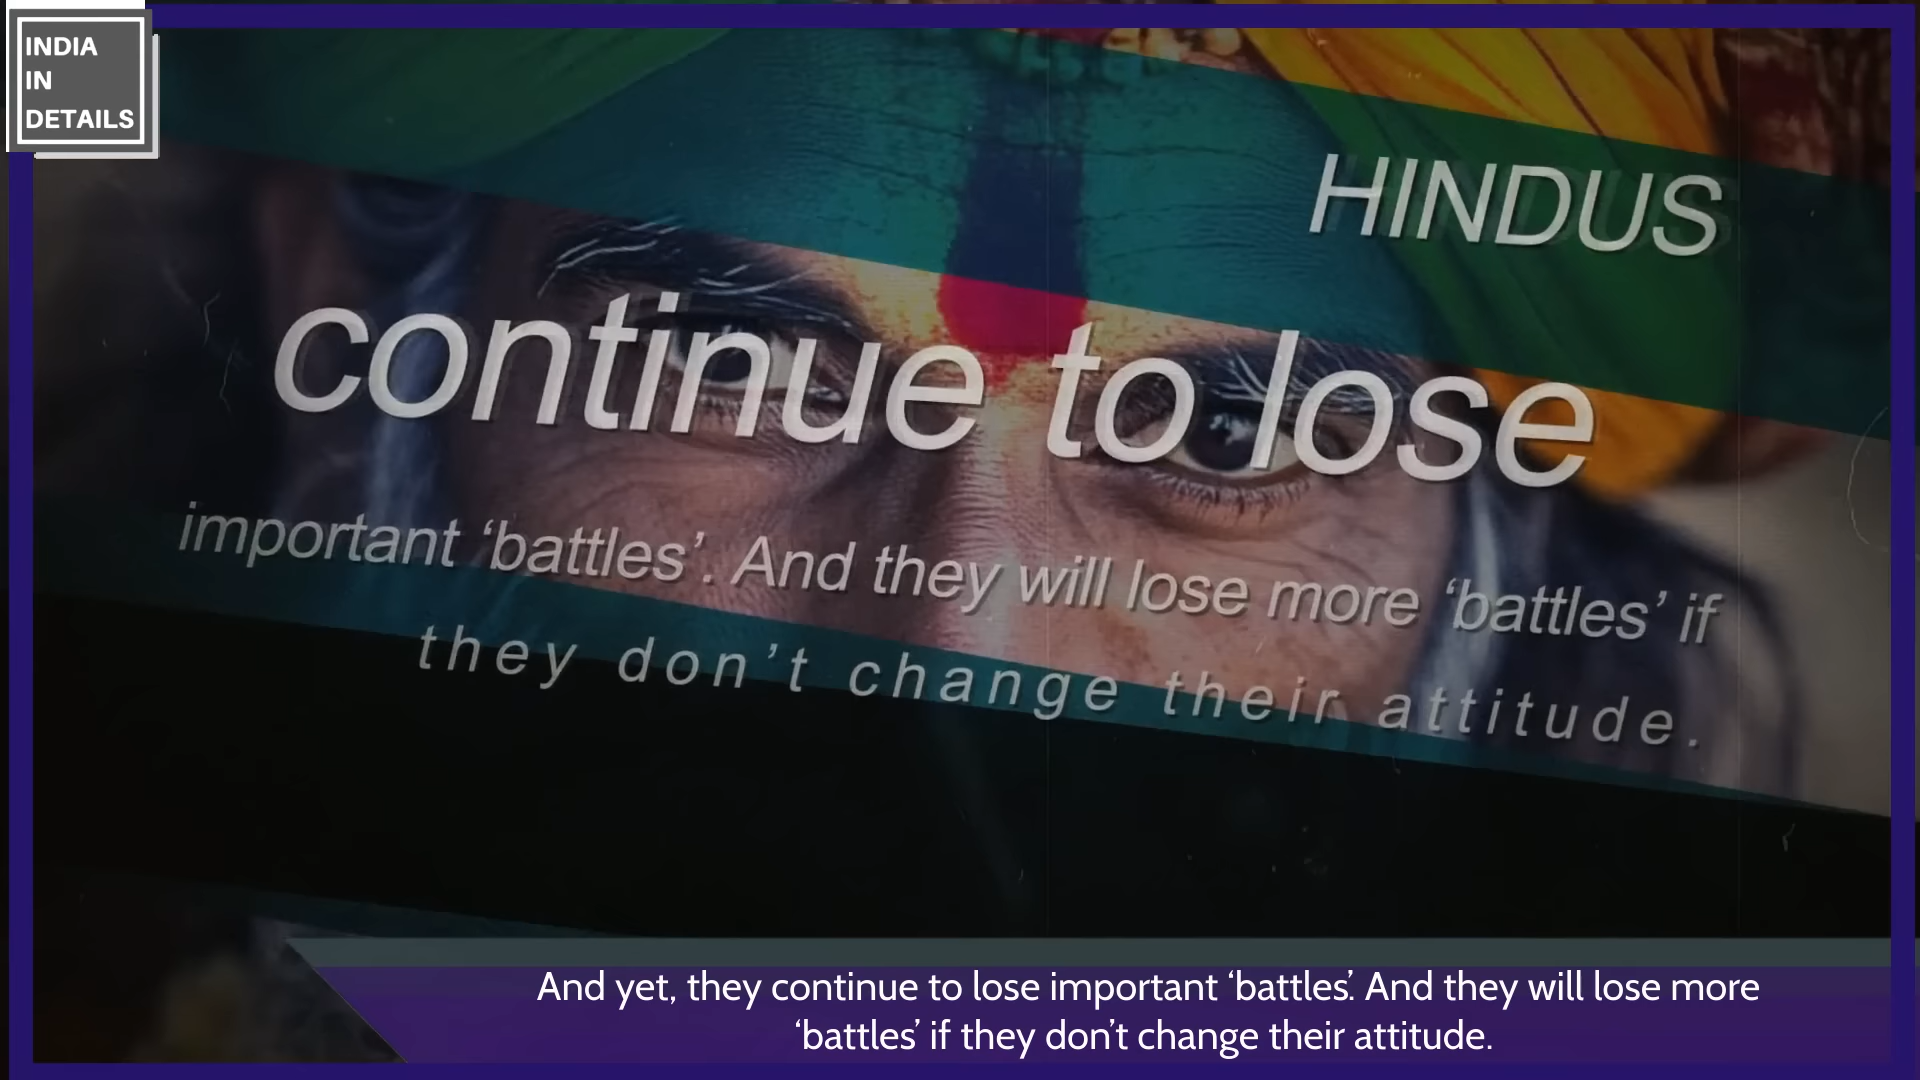 INDIA
IN
DETAILS
HINDUS
continue to lose
important ‘battles’. And they will lose more ‘battles’ if
they don’t change their attitude.
And yet, they continue to lose important ‘battles’. And they will lose more
‘battles’ if they don’t change their attitude.